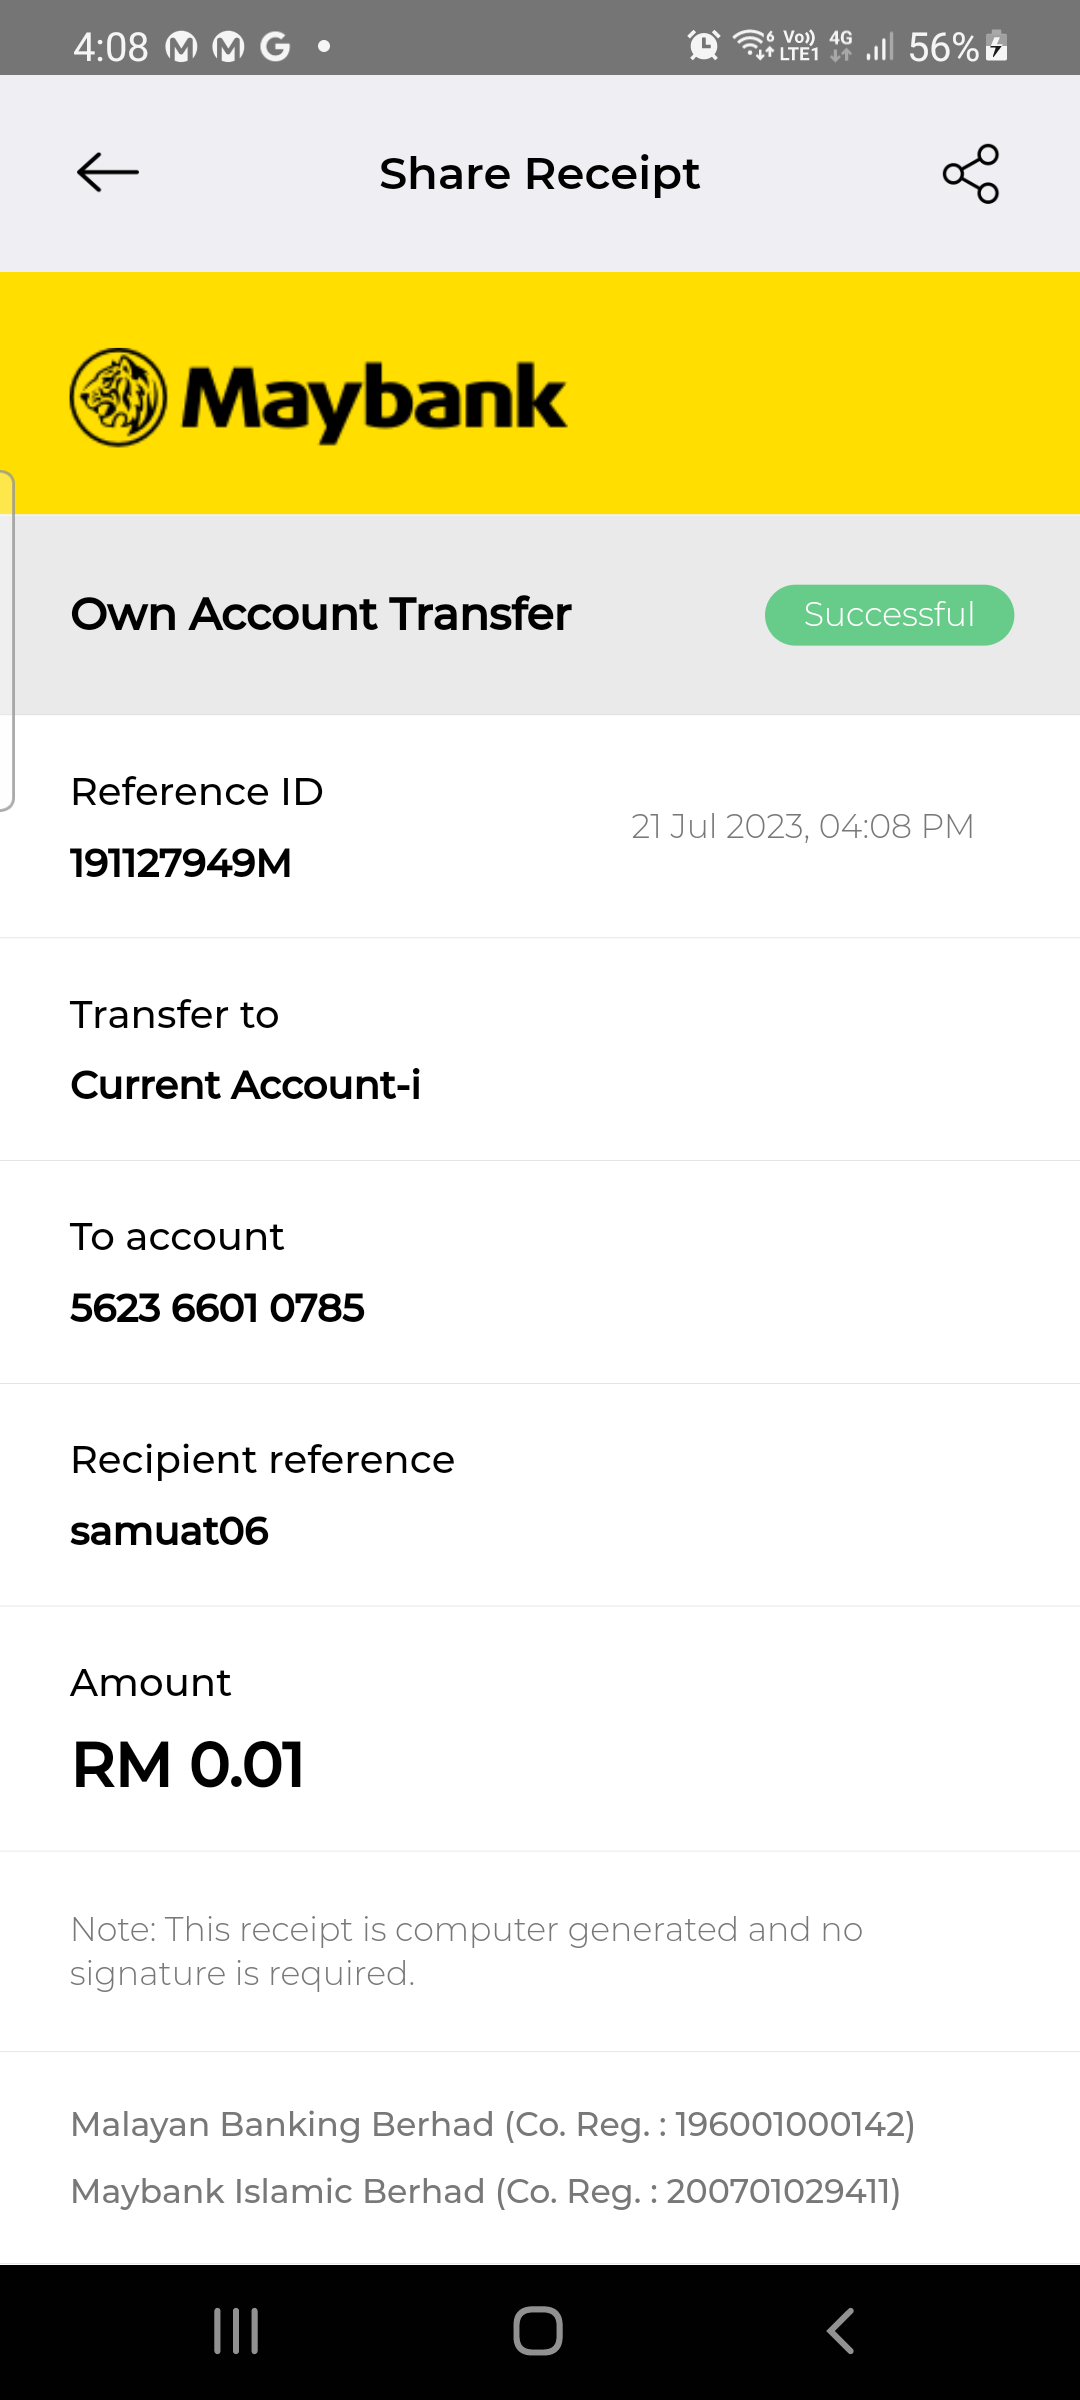 4:08
6 Vo)) LTE1 4G 56%
Share Receipt
Maybank
Own Account Transfer
Successful
Reference ID
191127949M
21 Jul 2023, 04:08 PM
Transfer to
Current Account-i
To account
5623 6601 0785
Recipient reference
samuat06
Amount
RM 0.01
Note: This receipt is computer generated and no
signature is required.
Malayan Banking Berhad (Co. Reg. : 196001000142)
Maybank Islamic Berhad (Co. Reg. : 200701029411)